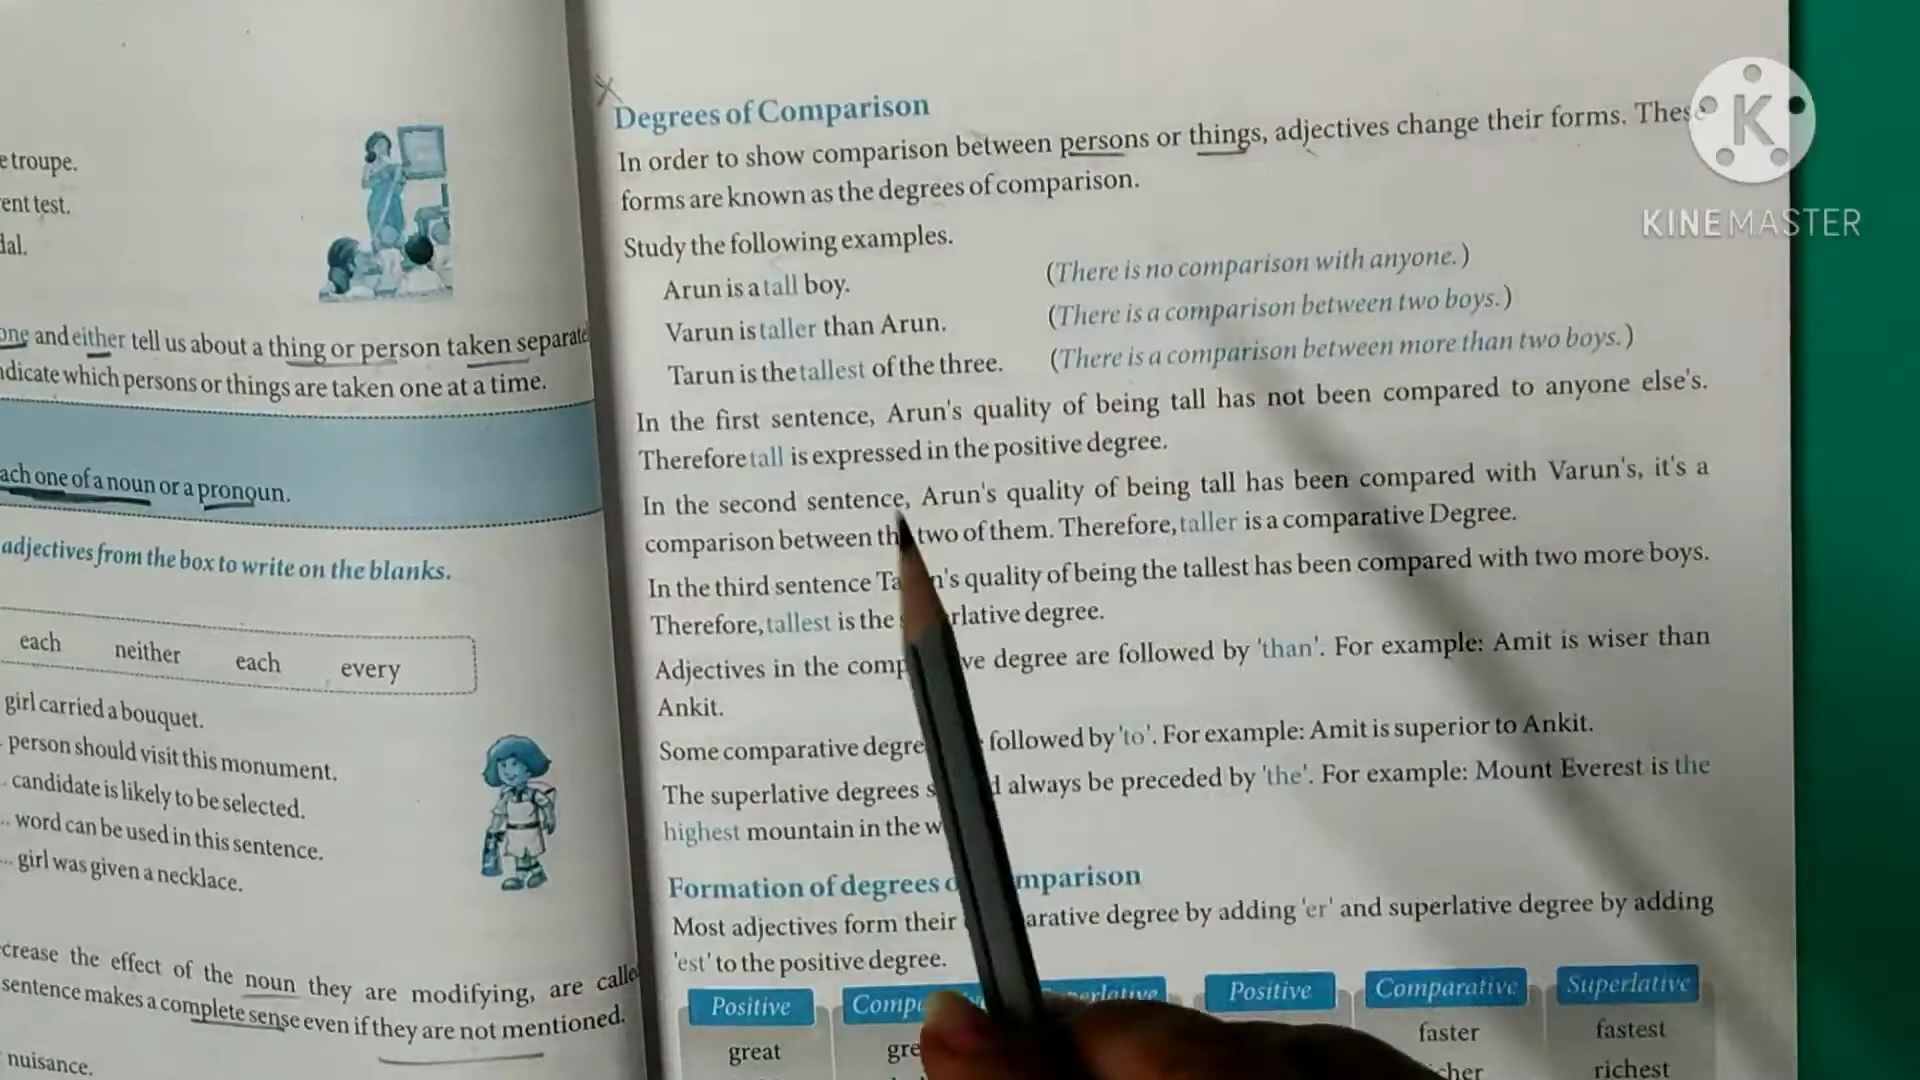 e troupe.
ent test.
dal.
one and either tell us about a thing or person taken separate
ndicate which persons or things are taken one at a time.
ach one of a noun or a pronoun.
adjectives from the box to write on the blanks.
each neither each every
girl carried a bouquet.
person should visit this monument.
candidate is likely to be selected.
.. word can be used in this sentence.
... girl was given a necklace.
crease the effect of the noun they are modifying, are calle
sentence makes a complete sense even if they are not mentioned.
nuisance.
Degrees of Comparison
In order to show comparison between persons or things, adjectives change their forms. These
forms are known as the degrees of comparison.
Study the following examples.
Arun is a tall boy. (There is no comparison with anyone.)
Varun is taller than Arun. (There is a comparison between two boys.)
Tarun is the tallest of the three. (There is a comparison between more than two boys.)
In the first sentence, Arun's quality of being tall has not been compared to anyone else's.
Therefore tall is expressed in the positive degree.
In the second sentence, Arun's quality of being tall has been compared with Varun's, it's a
comparison between the two of them. Therefore, taller is a comparative Degree.
In the third sentence Ta n's quality of being the tallest has been compared with two more boys.
Therefore, tallest is the s rlative degree.
Adjectives in the comp ve degree are followed by 'than'. For example: Amit is wiser than
Ankit.
Some comparative degre followed by 'to'. For example: Amit is superior to Ankit.
The superlative degrees s d always be preceded by 'the'. For example: Mount Everest is the
highest mountain in the w
Formation of degrees o mparison
Most adjectives form their arative degree by adding 'er' and superlative degree by adding
'est' to the positive degree.
Positive Comp erlative Positive Comparative Superlative
great gre faster fastest
cher richest
K
KINEMASTER